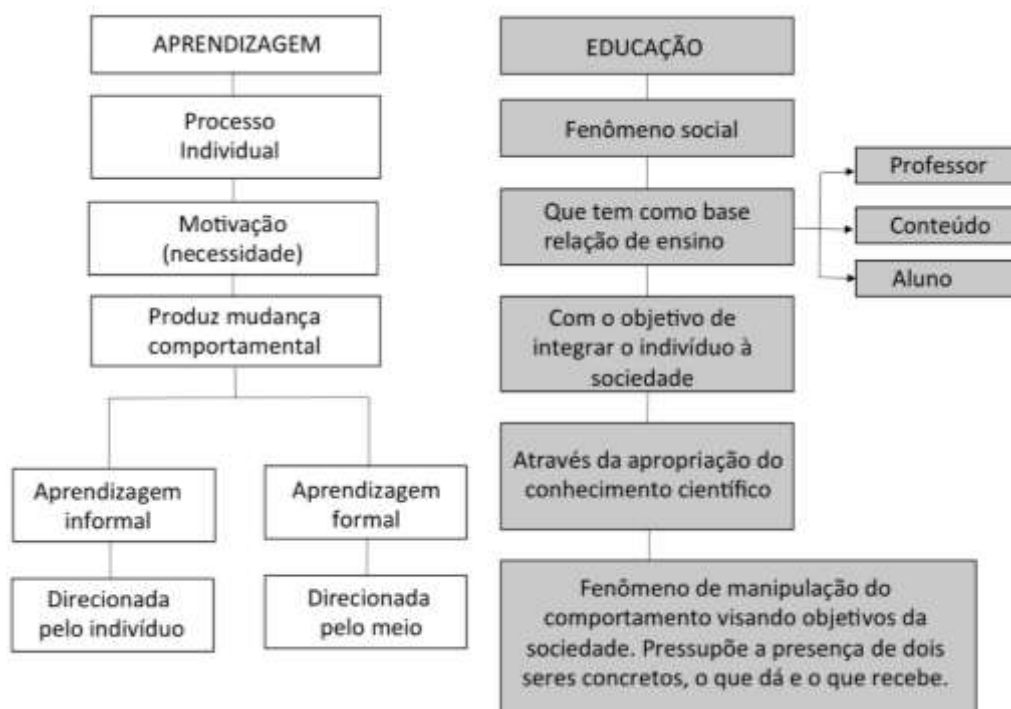 APRENDIZAGEM
Processo
Individual
Motivação
(necessidade)
Produz mudança
comportamental
Aprendizagem
informal
Direcionada
pelo indivíduo
Aprendizagem
formal
Direcionada
pelo meio
EDUCAÇÃO
Fenômeno social
Que tem como base
relação de ensino
Professor
Conteúdo
Aluno
Com o objetivo de
integrar o indivíduo à
sociedade
Através da apropriação do
conhecimento científico
Fenômeno de manipulação do
comportamento visando objetivos da
sociedade. Pressupõe a presença de dois
seres concretos, o que dá e o que recebe.